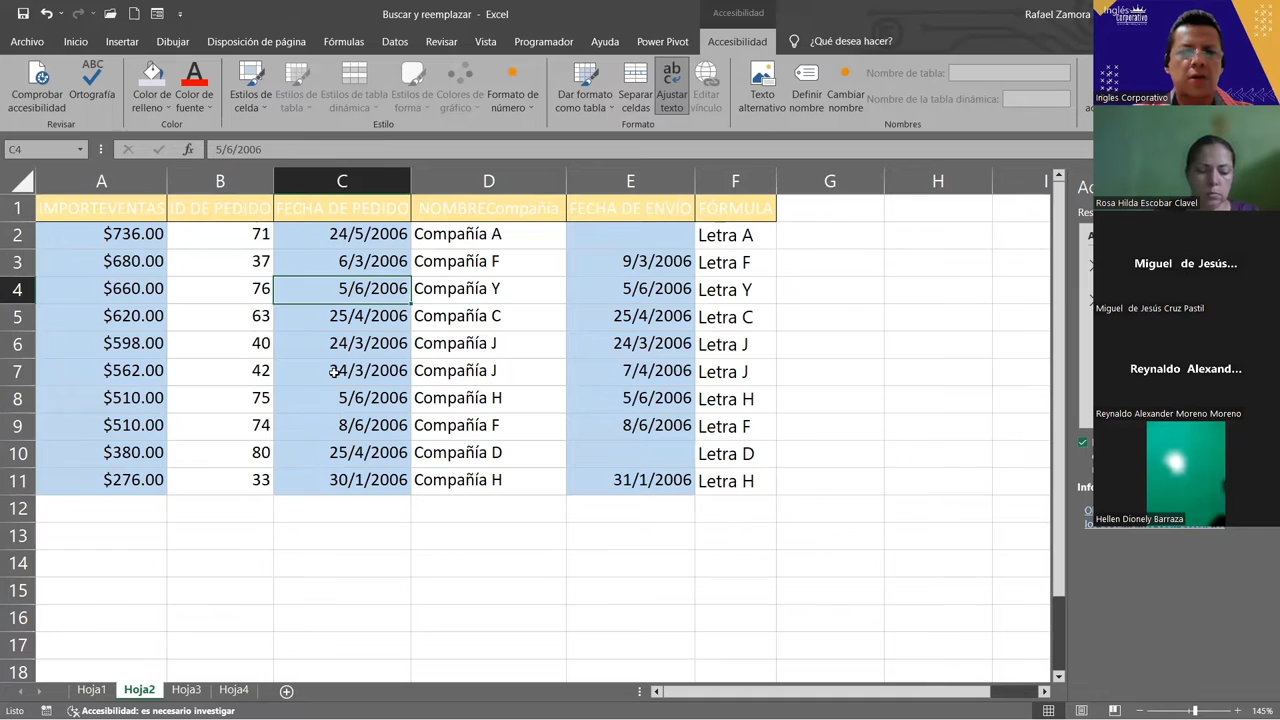 Buscar y reemplazar - Excel
Accesibilidad
Rafael Zamora
Archivo Inicio Insertar Dibujar Disposición de página Fórmulas Datos Revisar Vista Programador Ayuda Power Pivot Accesibilidad ¿Qué desea hacer?
Comprobar accesibilidad
ABC
Ortografía
Color de relleno
Color de fuente
Estilos de celda
Estilos de tabla
Estilos de tabla dinámica
Estilos de forma
Colores de gráfico
Formato de número
Dar formato como tabla
Separar celdas
Ajustar texto
Editar vínculo
Texto alternativo
Definir nombre
Cambiar nombre
Nombre de tabla:
Nombre de la tabla dinámica:
Revisar Color Estilo Formato Nombres
C4 fx 5/6/2006
A B C D E F G H I
1 IMPORTEVENTAS ID DE PEDIDO FECHA DE PEDIDO NOMBRECompañía FECHA DE ENVÍO FÓRMULA
2 $736.00 71 24/5/2006 Compañía A Letra A
3 $680.00 37 6/3/2006 Compañía F 9/3/2006 Letra F
4 $660.00 76 5/6/2006 Compañía Y 5/6/2006 Letra Y
5 $620.00 63 25/4/2006 Compañía C 25/4/2006 Letra C
6 $598.00 40 24/3/2006 Compañía J 24/3/2006 Letra J
7 $562.00 42 4/3/2006 Compañía J 7/4/2006 Letra J
8 $510.00 75 5/6/2006 Compañía H 5/6/2006 Letra H
9 $510.00 74 8/6/2006 Compañía F 8/6/2006 Letra F
10 $380.00 80 25/4/2006 Compañía D Letra D
11 $276.00 33 30/1/2006 Compañía H 31/1/2006 Letra H
12
13
14
15
16
17
18
Hoja1 Hoja2 Hoja3 Hoja4
Listo Accesibilidad: es necesario investigar 145%
Inglés
Corporativo
Ingles Corporativo
Rosa Hilda Escobar Clavel
Miguel de Jesús...
Miguel de Jesús Cruz Pastil
Reynaldo Alexand...
Reynaldo Alexander Moreno Moreno
Hellen Dionely Barraza